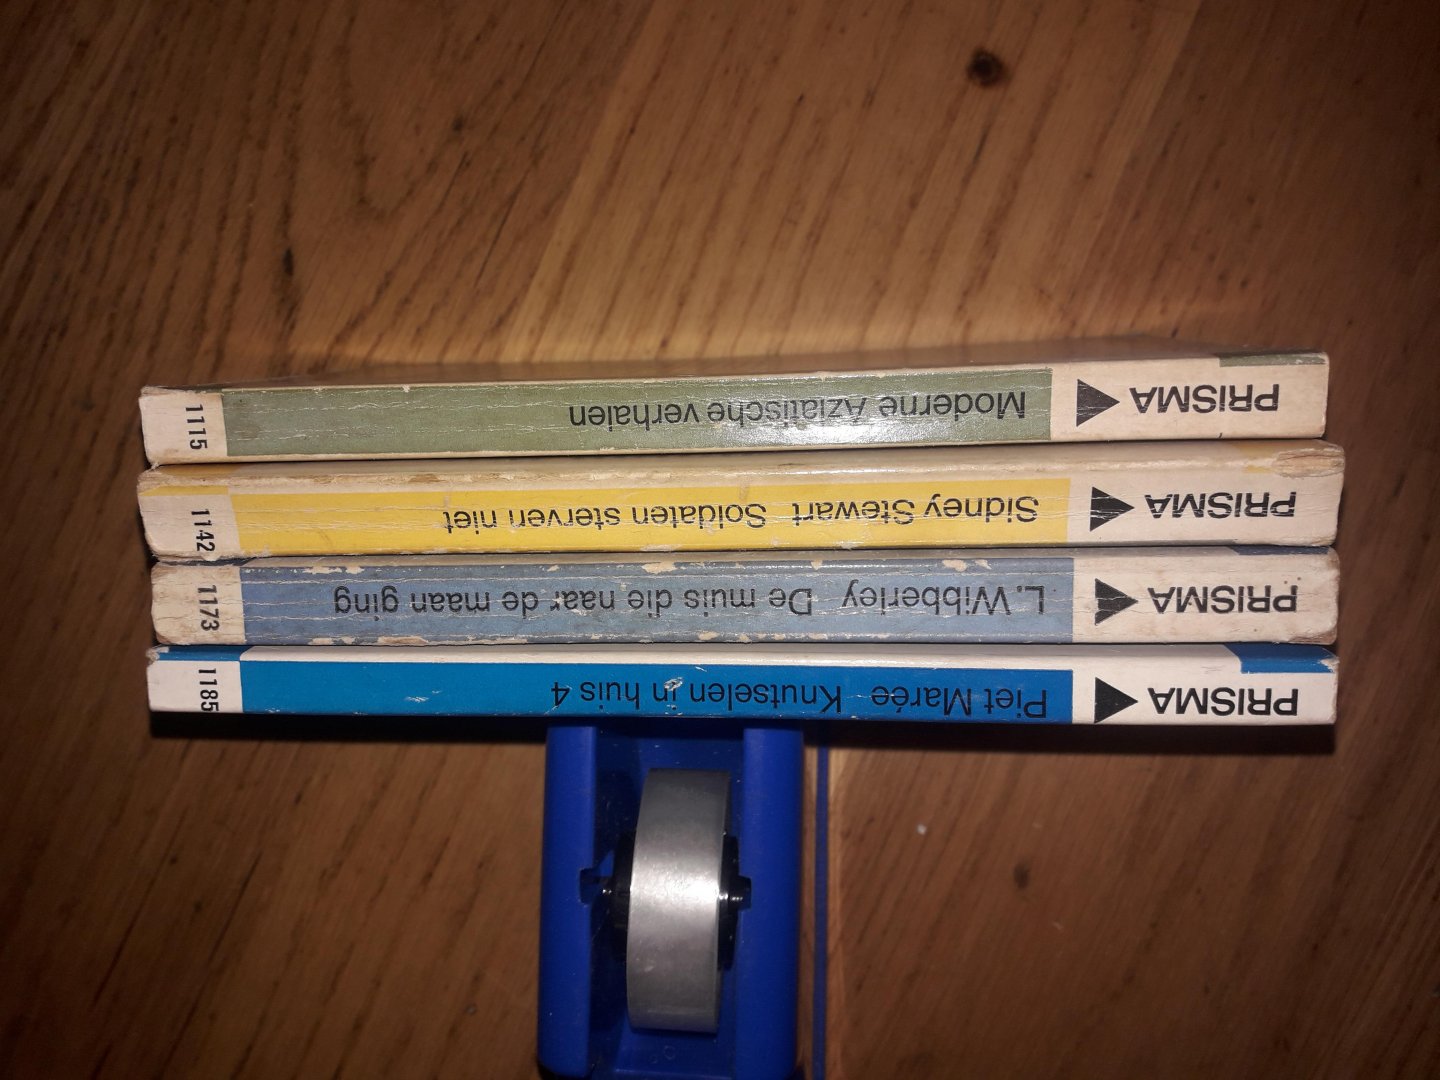 PRISMA Moderne Aziatische verhalen 1115
PRISMA Sidney Stewart Soldaten sterven niet 1142
PRISMA L. Wibberley De muis die naar de maan ging 1173
PRISMA Piet Marée Knutselen in huis 4 1185